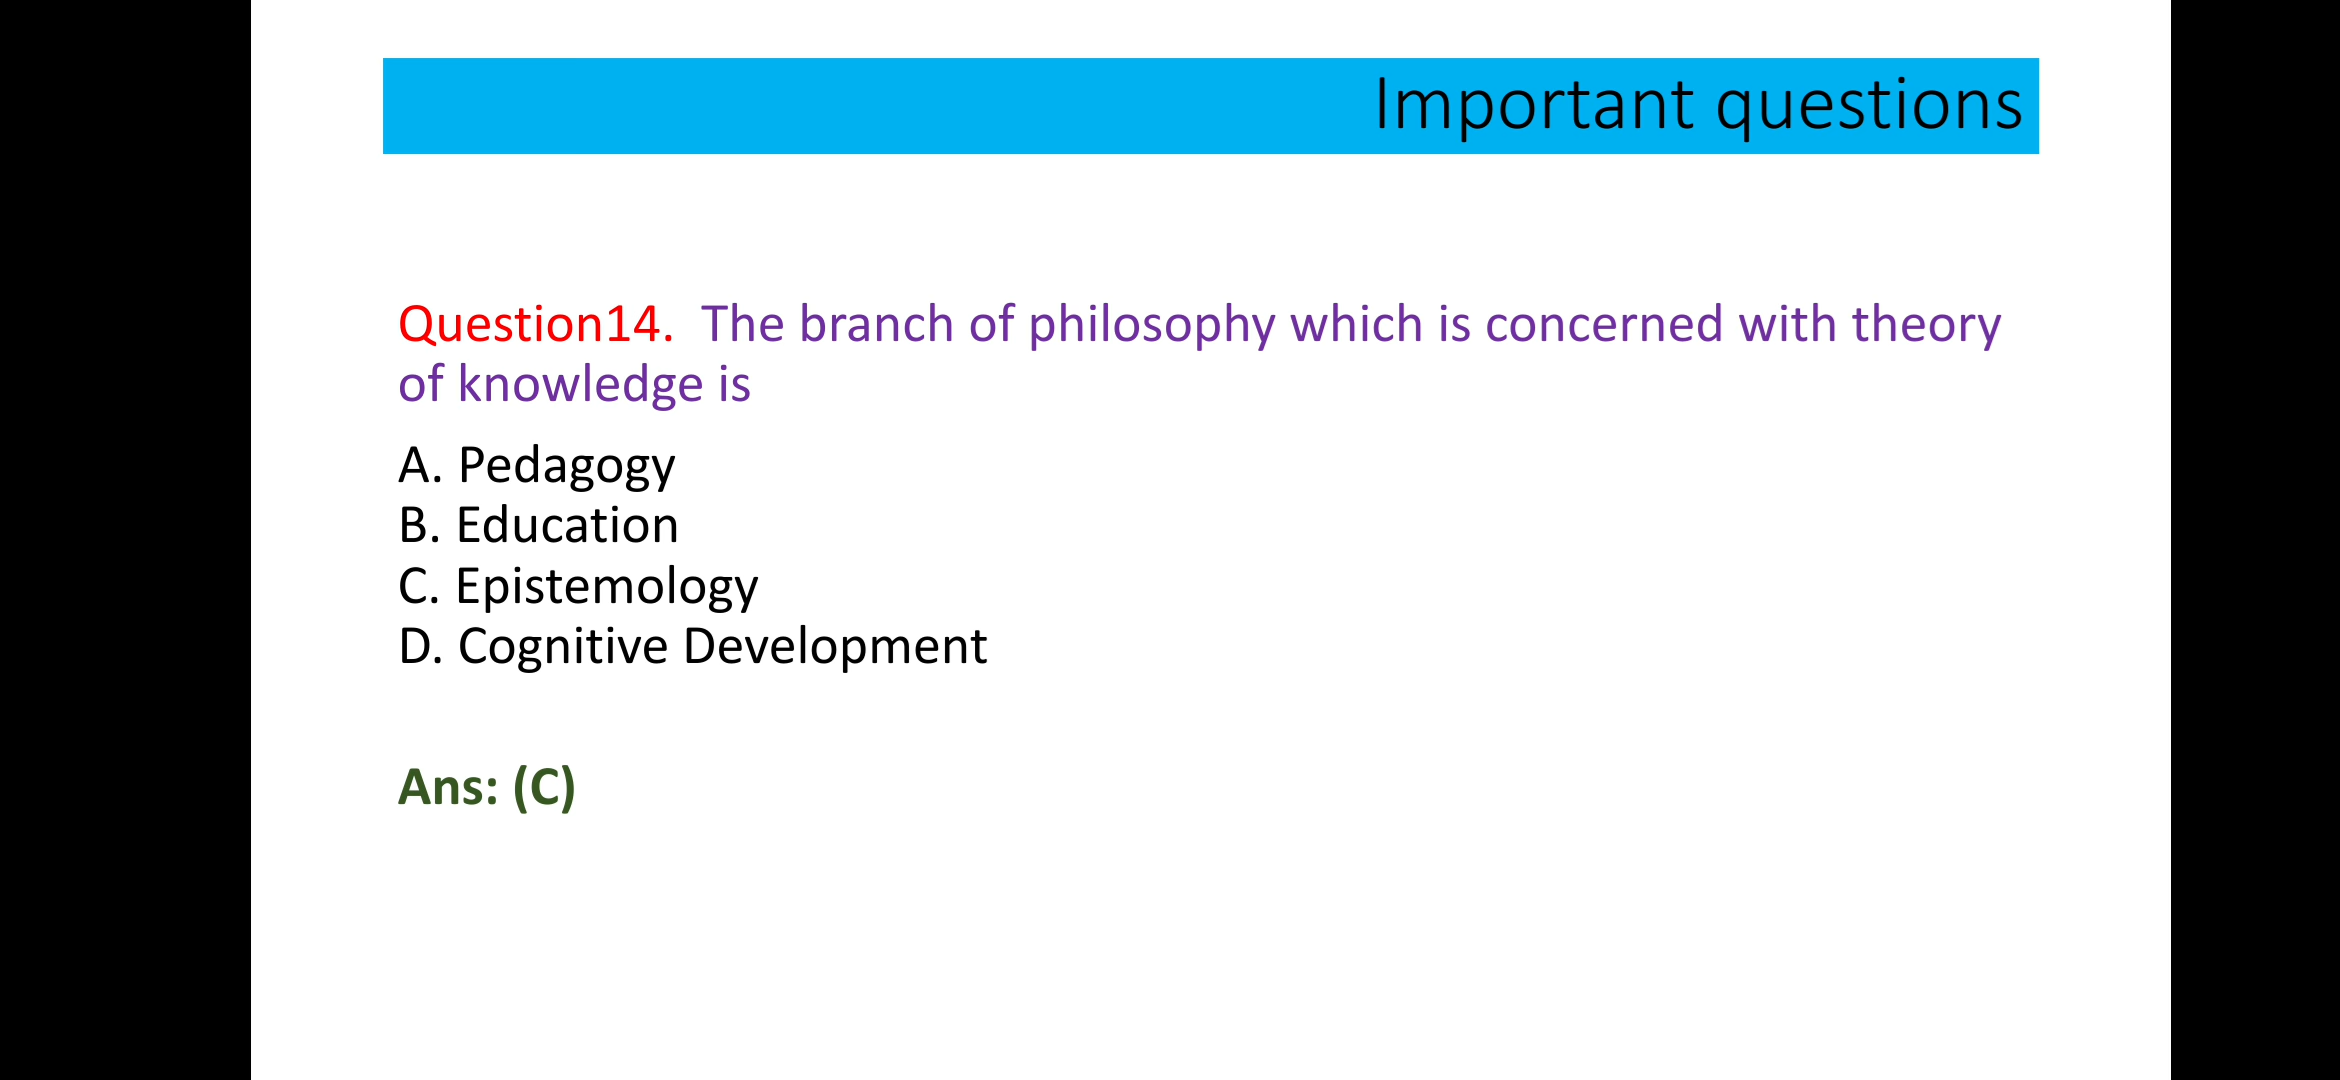 Important questions
Question14. The branch of philosophy which is concerned with theory
of knowledge is
A. Pedagogy
B. Education
C. Epistemology
D. Cognitive Development
Ans: (C)